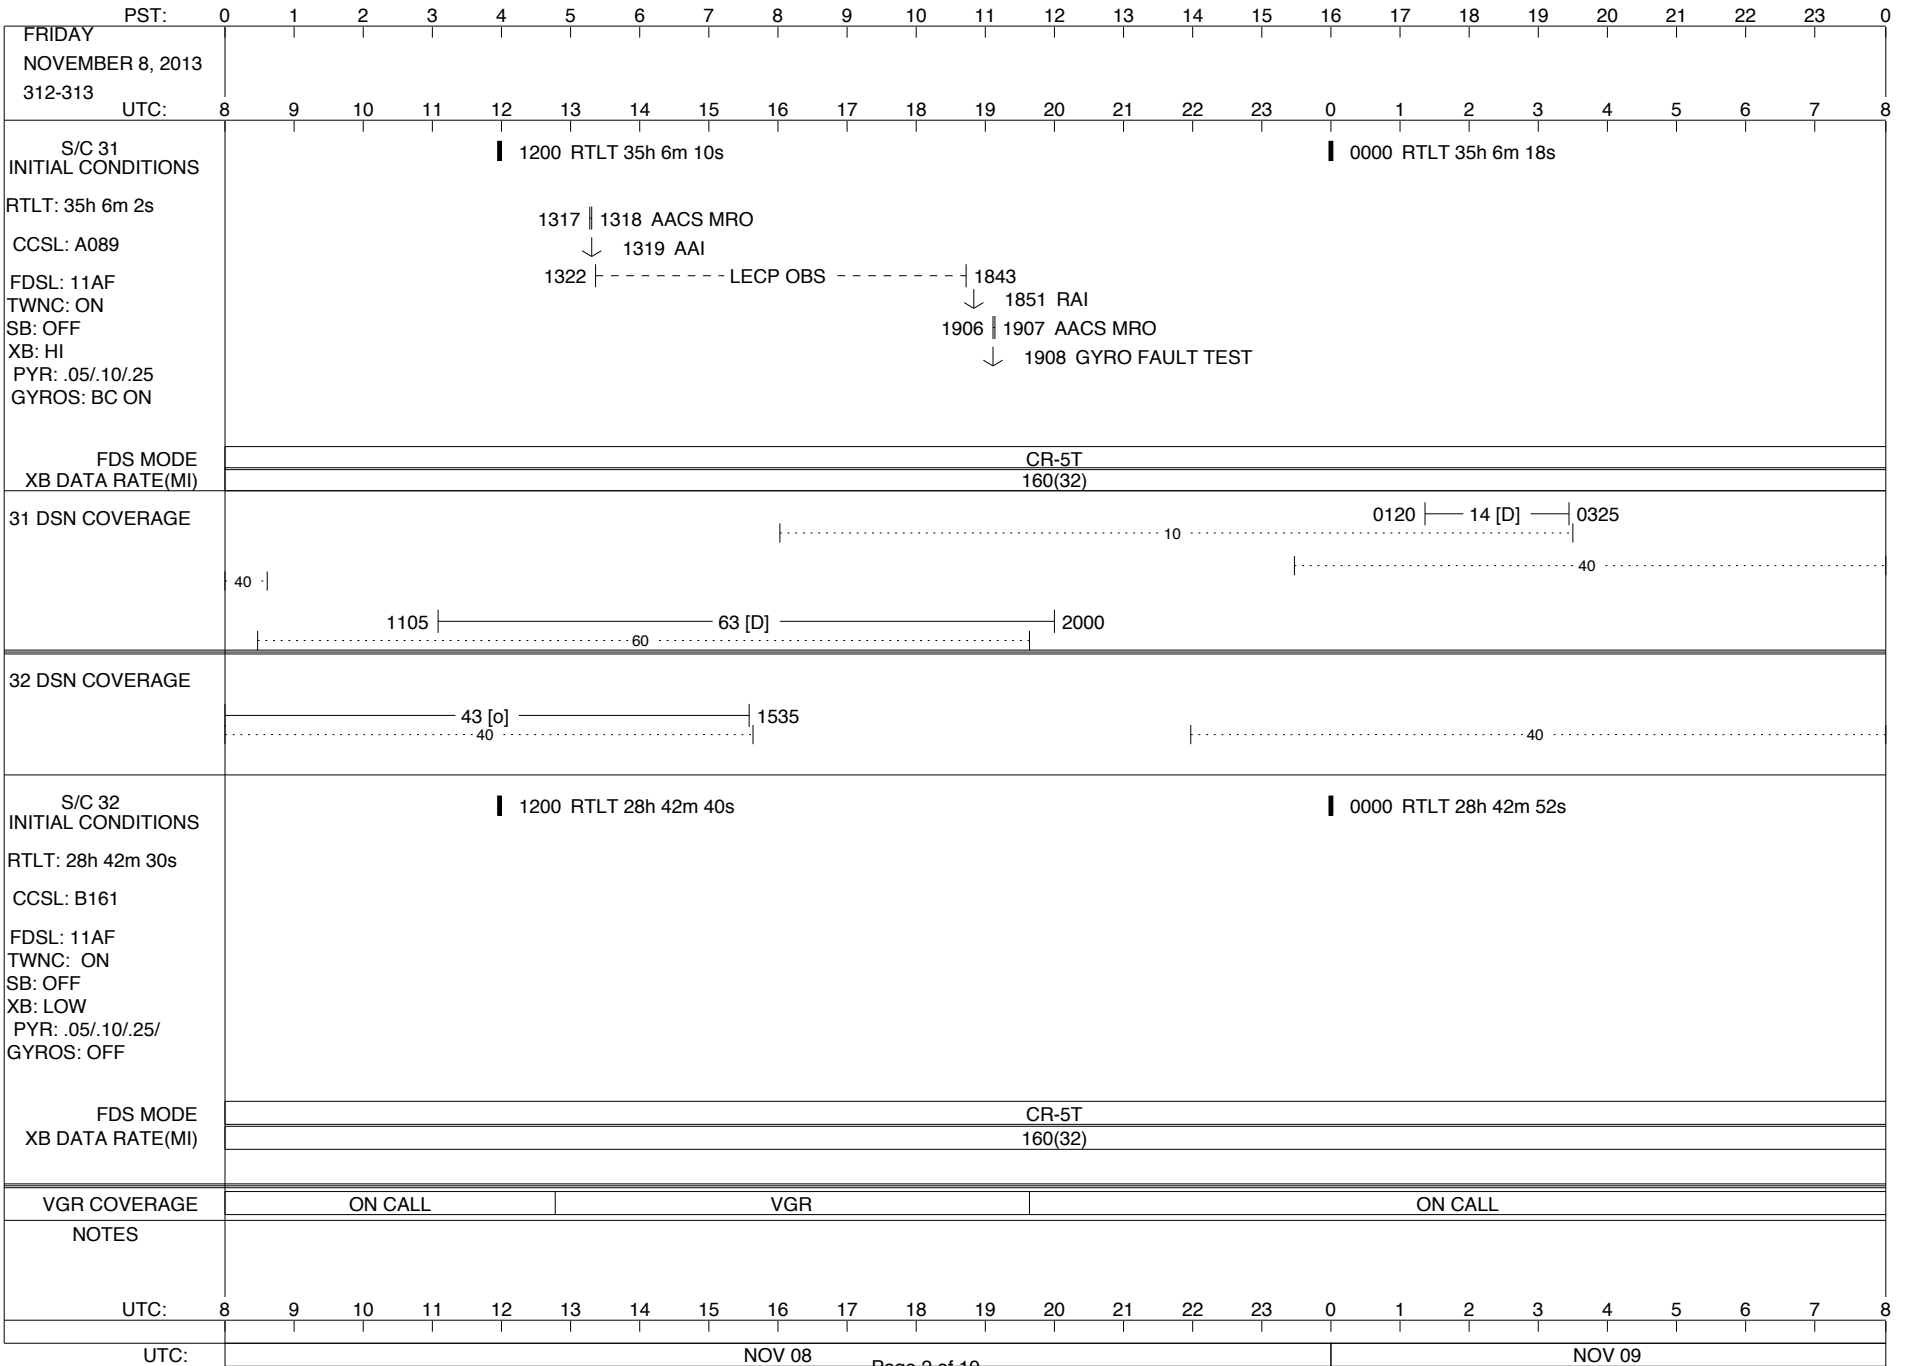 PST: 0 1 2 3 4 5 6 7 8 9 10 11 12 13 14 15 16 17 18 19 20 21 22 23 0
FRIDAY
NOVEMBER 8, 2013
312-313
UTC: 8 9 10 11 12 13 14 15 16 17 18 19 20 21 22 23 0 1 2 3 4 5 6 7 8
S/C 31
INITIAL CONDITIONS
1200 RTLT 35h 6m 10s
0000 RTLT 35h 6m 18s
RTLT: 35h 6m 2s
1317 1318 AACS MRO
CCSL: A089
1319 AAI
FDSL: 11AF
1322 LECP OBS 1843
TWNC: ON
1851 RAI
SB: OFF
1906 1907 AACS MRO
XB: HI
1908 GYRO FAULT TEST
PYR: .05/.10/.25
GYROS: BC ON
FDS MODE CR-5T
XB DATA RATE(MI) 160(32)
31 DSN COVERAGE
0120 14 [D] 0325
10
40
40
1105 63 [D] 2000
60
32 DSN COVERAGE
43 [o] 1535
40 40
S/C 32
INITIAL CONDITIONS
1200 RTLT 28h 42m 40s
0000 RTLT 28h 42m 52s
RTLT: 28h 42m 30s
CCSL: B161
FDSL: 11AF
TWNC: ON
SB: OFF
XB: LOW
PYR: .05/.10/.25/
GYROS: OFF
FDS MODE CR-5T
XB DATA RATE(MI) 160(32)
VGR COVERAGE ON CALL VGR ON CALL
NOTES
UTC: 8 9 10 11 12 13 14 15 16 17 18 19 20 21 22 23 0 1 2 3 4 5 6 7 8
UTC: NOV 08 NOV 09
Page 2 of 19